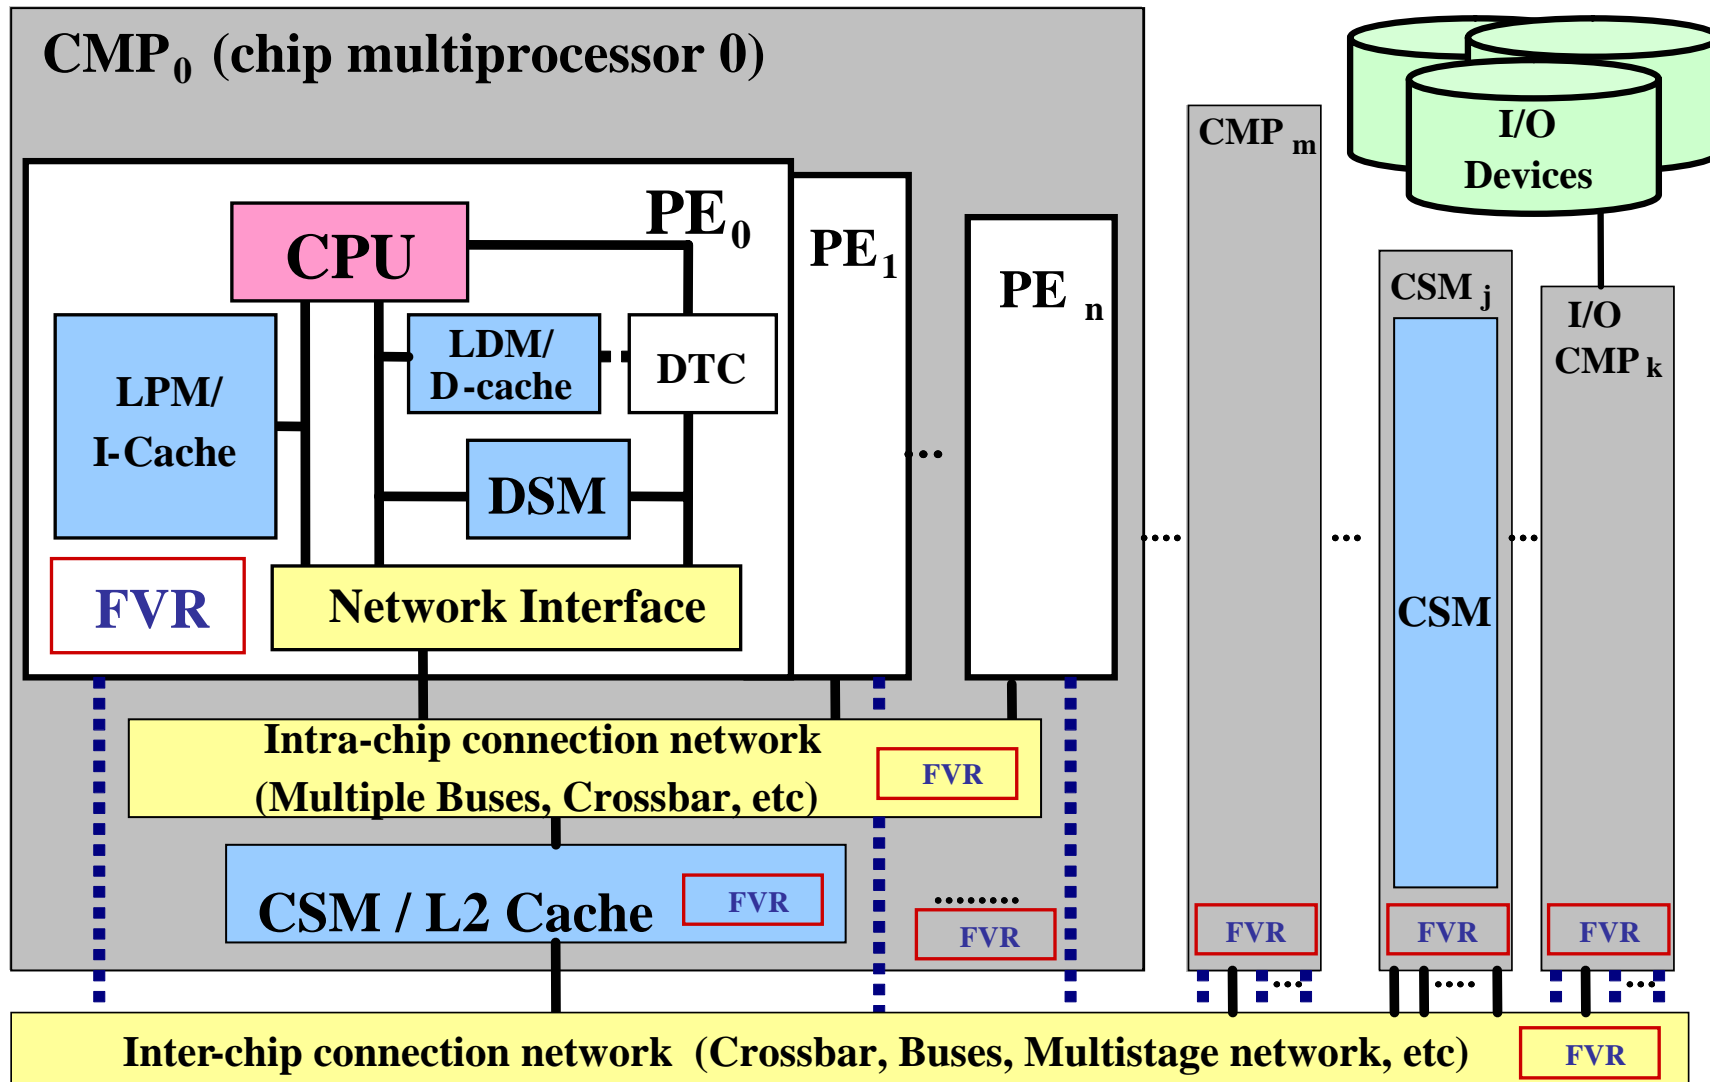 CMP0 (chip multiprocessor 0)
PE0
CPU
LPM/
I-Cache
LDM/
D-cache
DTC
DSM
FVR
Network Interface
PE1
PE n
Intra-chip connection network
(Multiple Buses, Crossbar, etc)
FVR
CSM / L2 Cache
FVR
FVR
CMP m
FVR
CSM j
CSM
FVR
I/O
Devices
I/O
CMP k
FVR
Inter-chip connection network (Crossbar, Buses, Multistage network, etc)
FVR